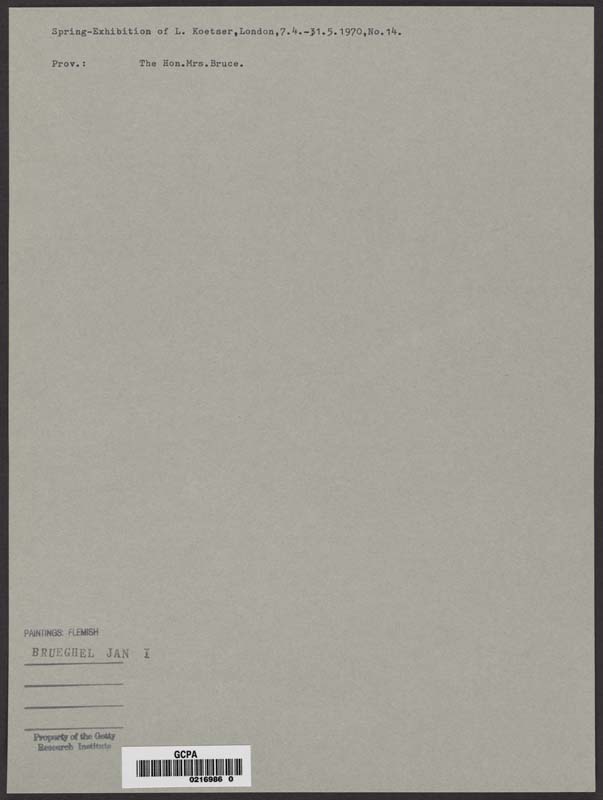 Spring-Exhibition of L. Koetser,London,7.4.-31.5.1970,No.14.
Prov.: The Hon.Mrs.Bruce.
PAINTINGS: FLEMISH
BRUEGHEL JAN I
Property of the Getty
Research Institute
GCPA
0216986 0